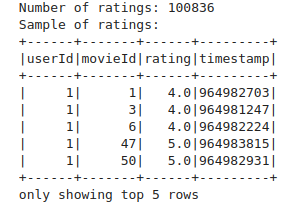 Number of ratings: 100836
Sample of ratings:
+------+-------+------+---------+
|userId|movieId|rating|timestamp|
+------+-------+------+---------+
|     1|      1|   4.0|964982703|
|     1|      3|   4.0|964981247|
|     1|      6|   4.0|964982224|
|     1|     47|   5.0|964983815|
|     1|     50|   5.0|964982931|
+------+-------+------+---------+
only showing top 5 rows